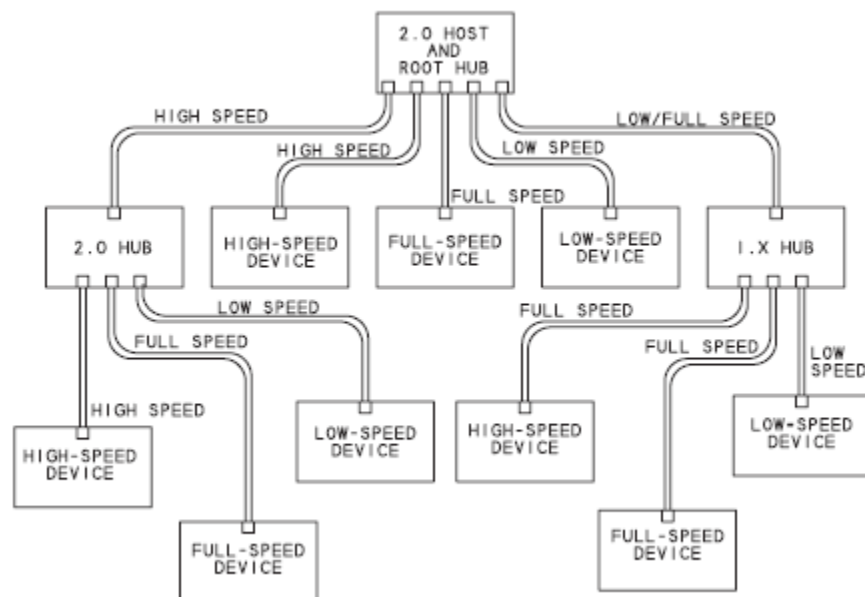 2.0 HOST
AND
ROOT HUB
HIGH SPEED
HIGH SPEED
FULL SPEED
LOW SPEED
LOW/FULL SPEED
2.0 HUB
HIGH-SPEED
DEVICE
FULL-SPEED
DEVICE
LOW-SPEED
DEVICE
1.X HUB
HIGH SPEED
FULL SPEED
LOW SPEED
FULL SPEED
FULL SPEED
LOW
SPEED
HIGH-SPEED
DEVICE
LOW-SPEED
DEVICE
HIGH-SPEED
DEVICE
LOW-SPEED
DEVICE
FULL-SPEED
DEVICE
FULL-SPEED
DEVICE